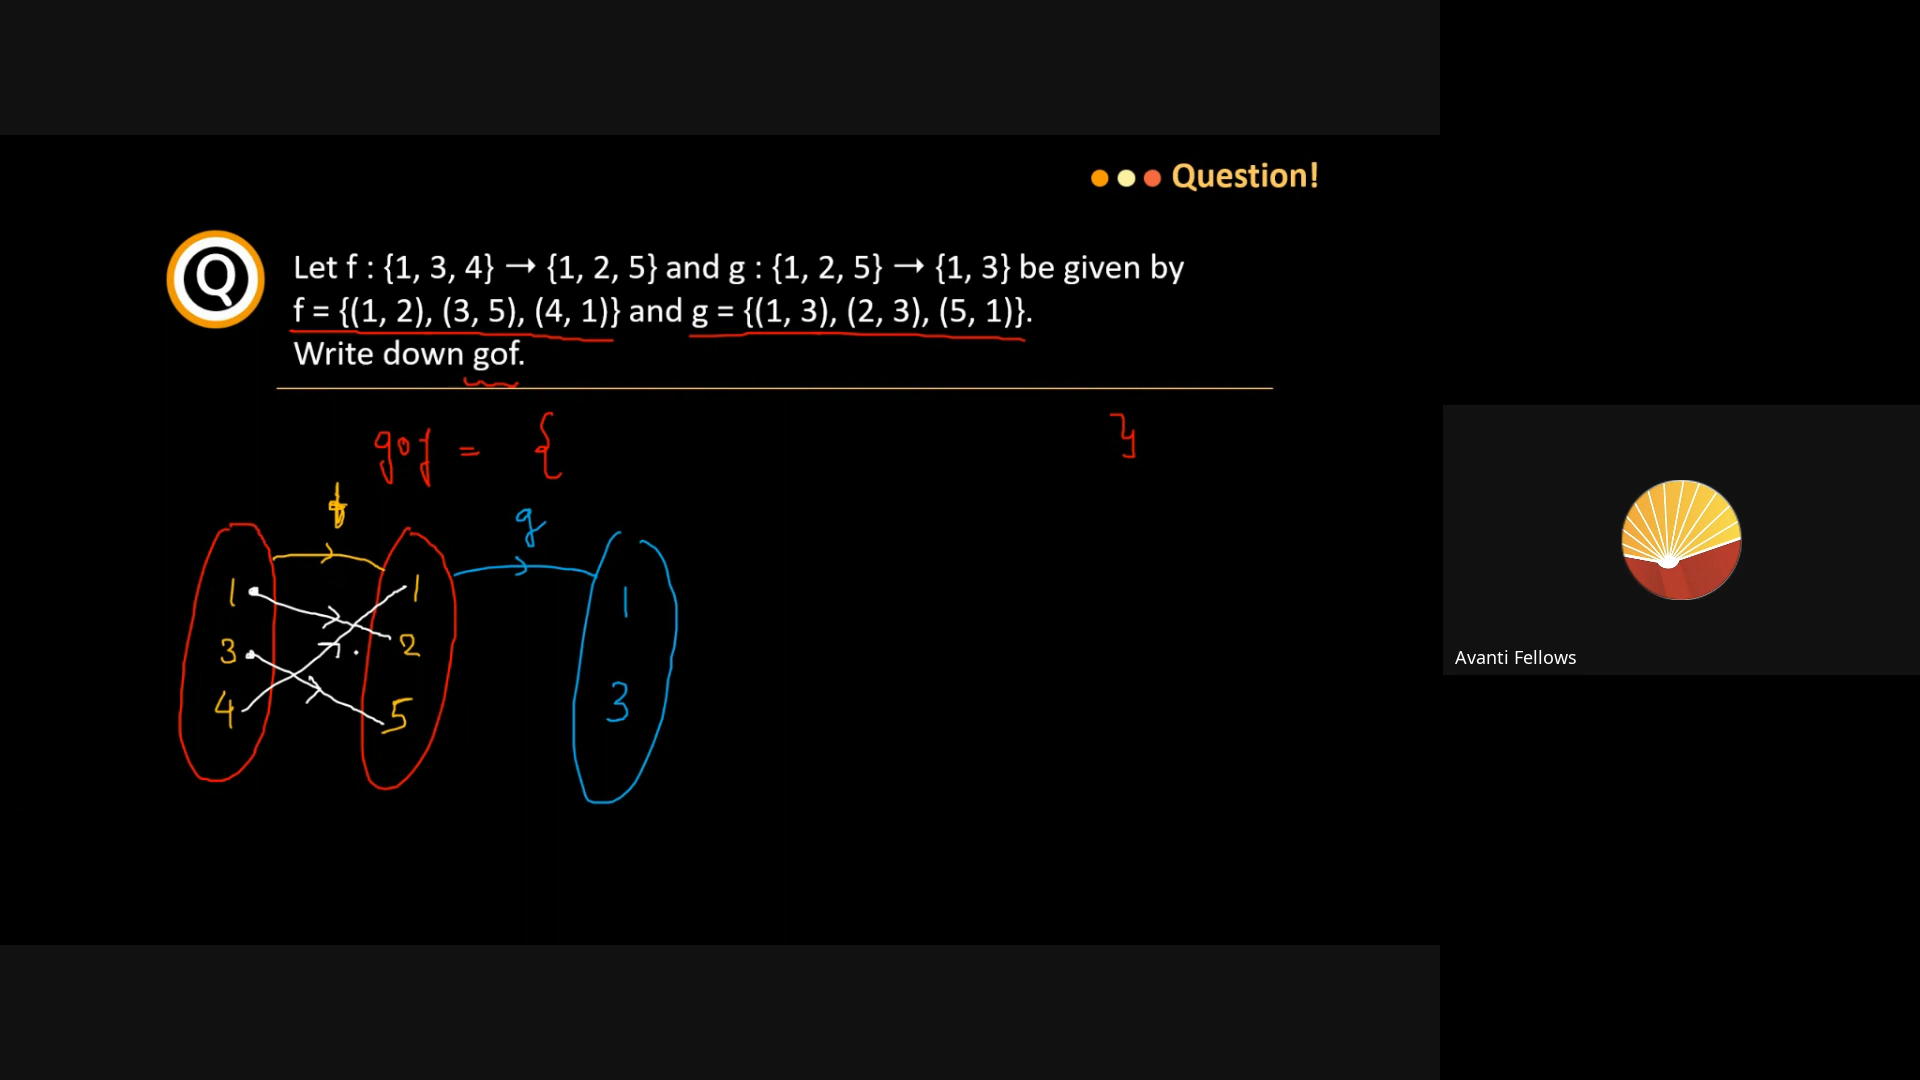 Question!
Q
Let f : {1, 3, 4} → {1, 2, 5} and g : {1, 2, 5} → {1, 3} be given by
f = {(1, 2), (3, 5), (4, 1)} and g = {(1, 3), (2, 3), (5, 1)}.
Write down gof.
gof = { }
f g
1 1 1
3 2
4 5 3
Avanti Fellows